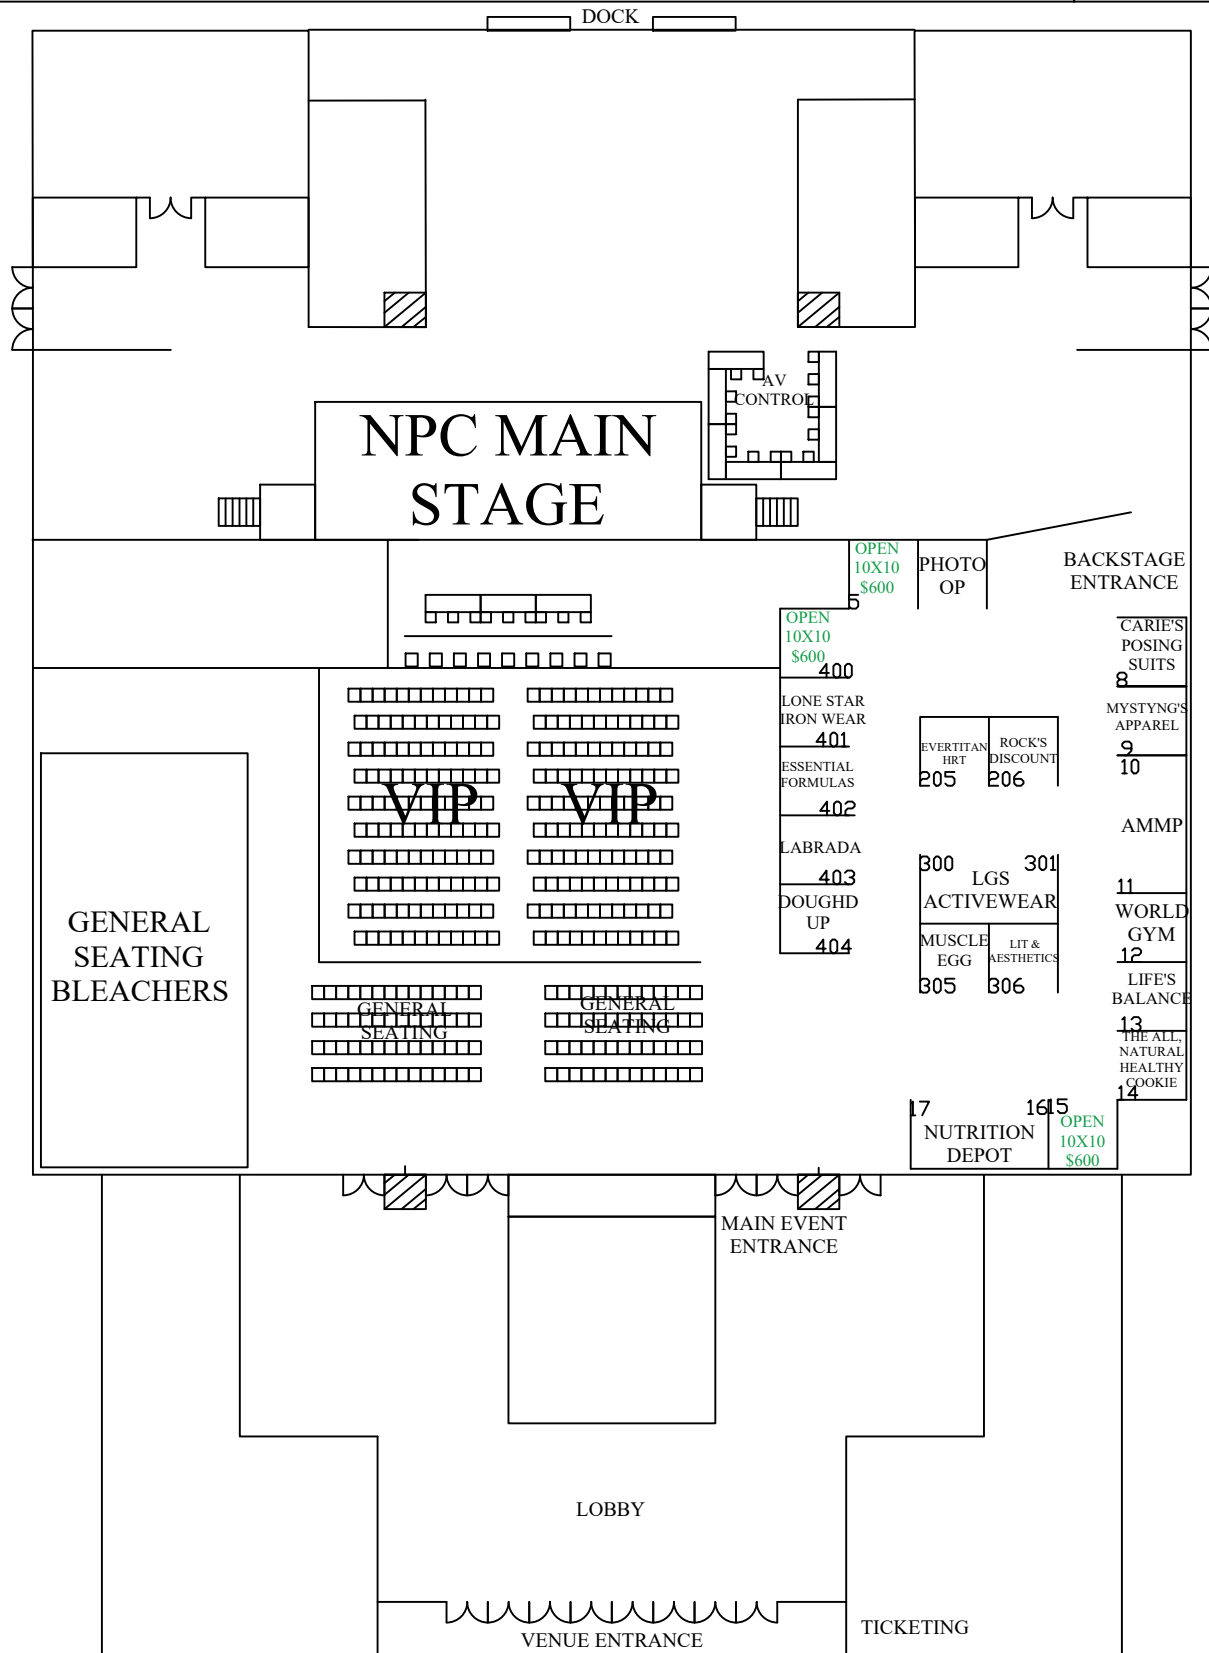 DOCK
AV
CONTROL
NPC MAIN
STAGE
OPEN
10X10
$600
5
PHOTO
OP
BACKSTAGE
ENTRANCE
OPEN
10X10
$600
400
CARIE'S
POSING
SUITS
8
LONE STAR
IRON WEAR
401
MYSTYNG'S
APPAREL
9
EVERTITAN
HRT
205
ROCK'S
DISCOUNT
206
ESSENTIAL
FORMULAS
402
10
AMMP
11
VIP
VIP
LABRADA
403
300
301
LGS
ACTIVEWEAR
DOUGHD
UP
404
WORLD
GYM
12
MUSCLE
EGG
305
LIT &
AESTHETICS
306
GENERAL
SEATING
BLEACHERS
LIFE'S
BALANCE
13
GENERAL
SEATING
GENERAL
SEATING
THE ALL,
NATURAL
HEALTHY
COOKIE
14
17
16
NUTRITION
DEPOT
15
OPEN
10X10
$600
MAIN EVENT
ENTRANCE
LOBBY
VENUE ENTRANCE
TICKETING